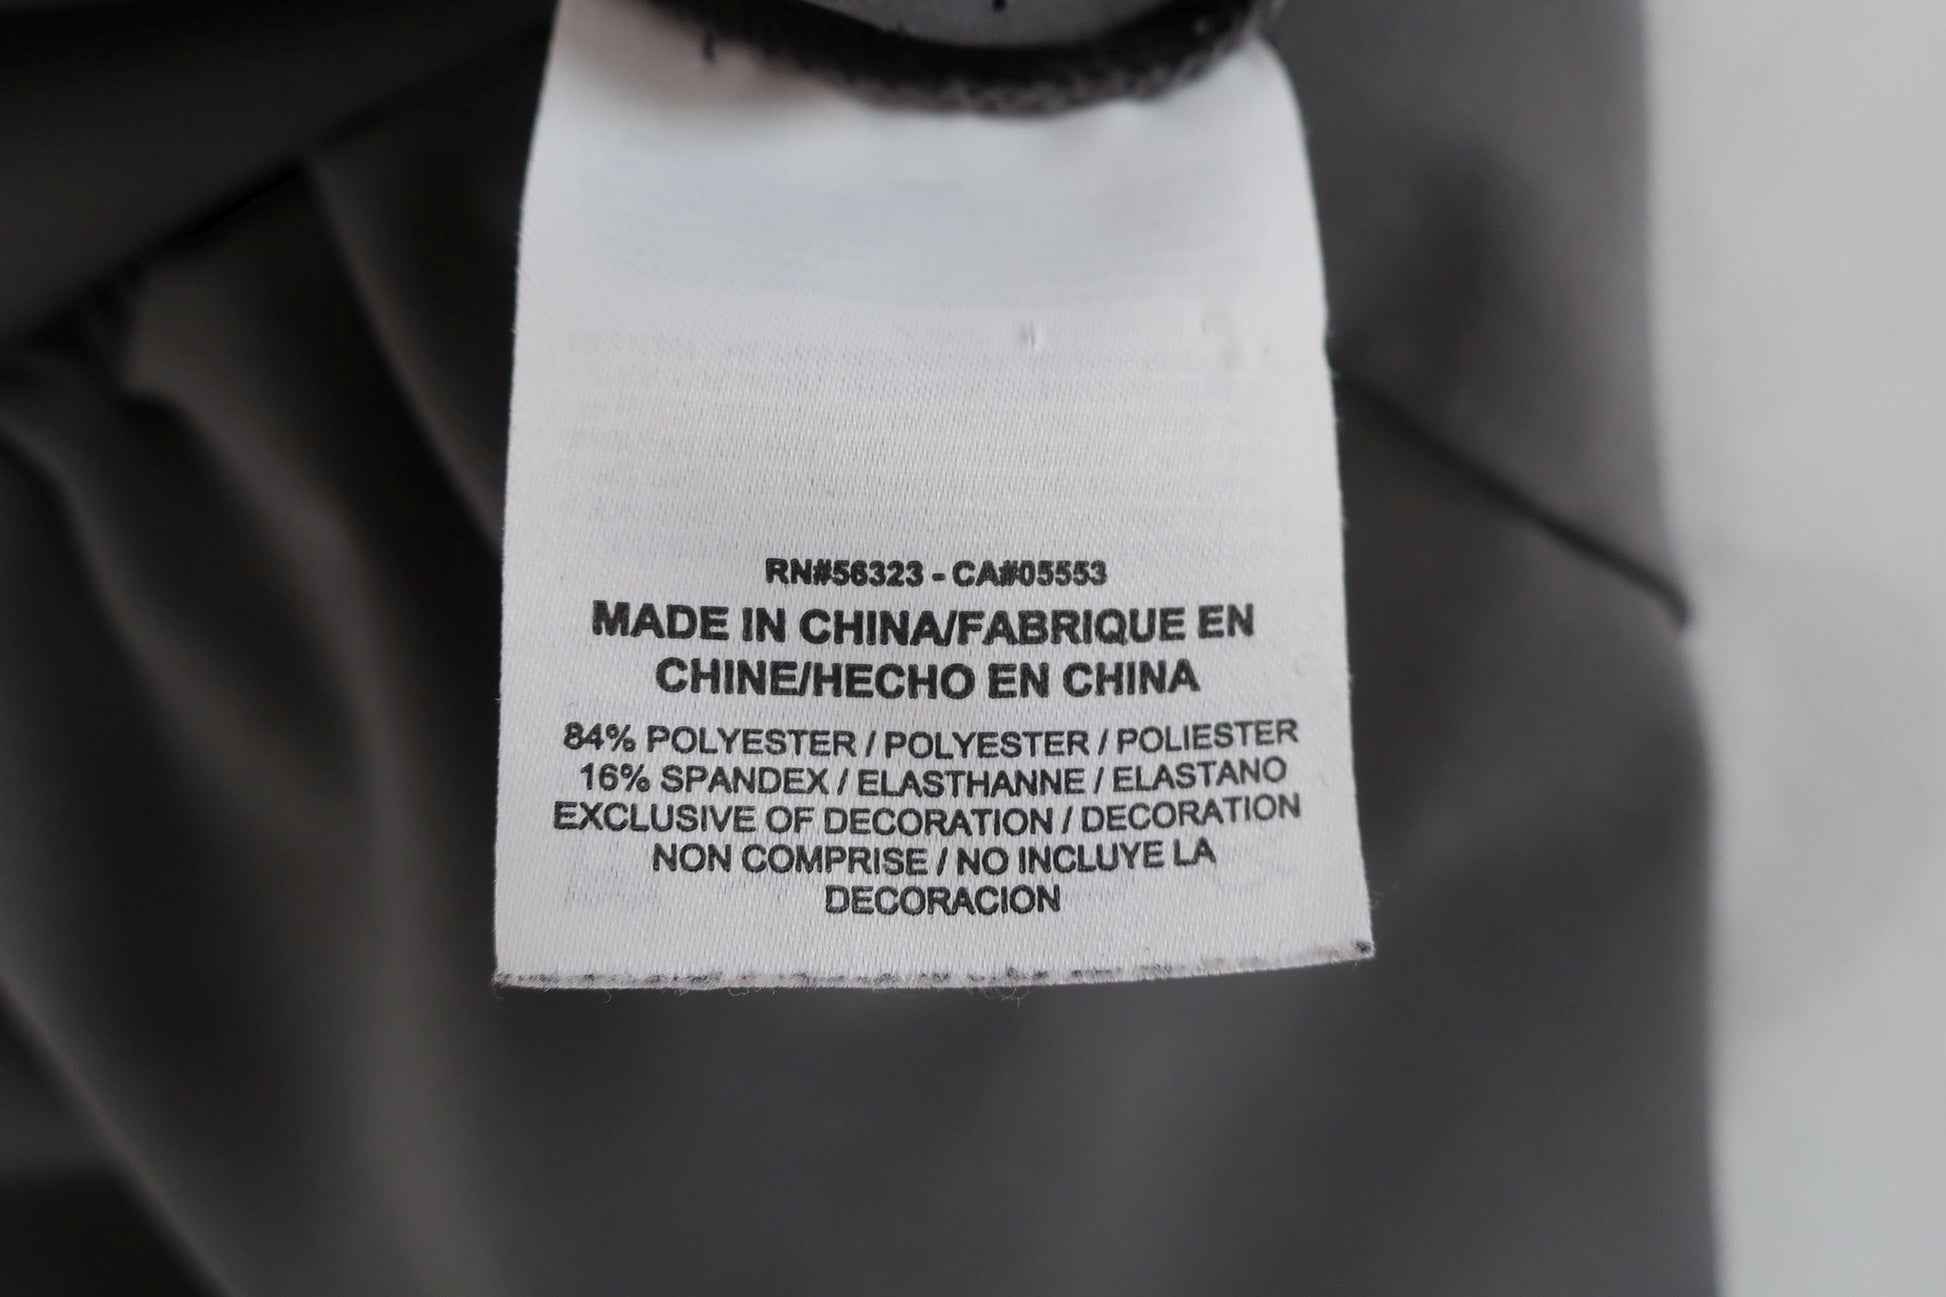 RN#56323 - CA#05553
MADE IN CHINA/FABRIQUE EN
CHINE/HECHO EN CHINA
84% POLYESTER / POLYESTER / POLIESTER
16% SPANDEX / ELASTHANNE / ELASTANO
EXCLUSIVE OF DECORATION / DECORATION
NON COMPRISE / NO INCLUYE LA
DECORACION